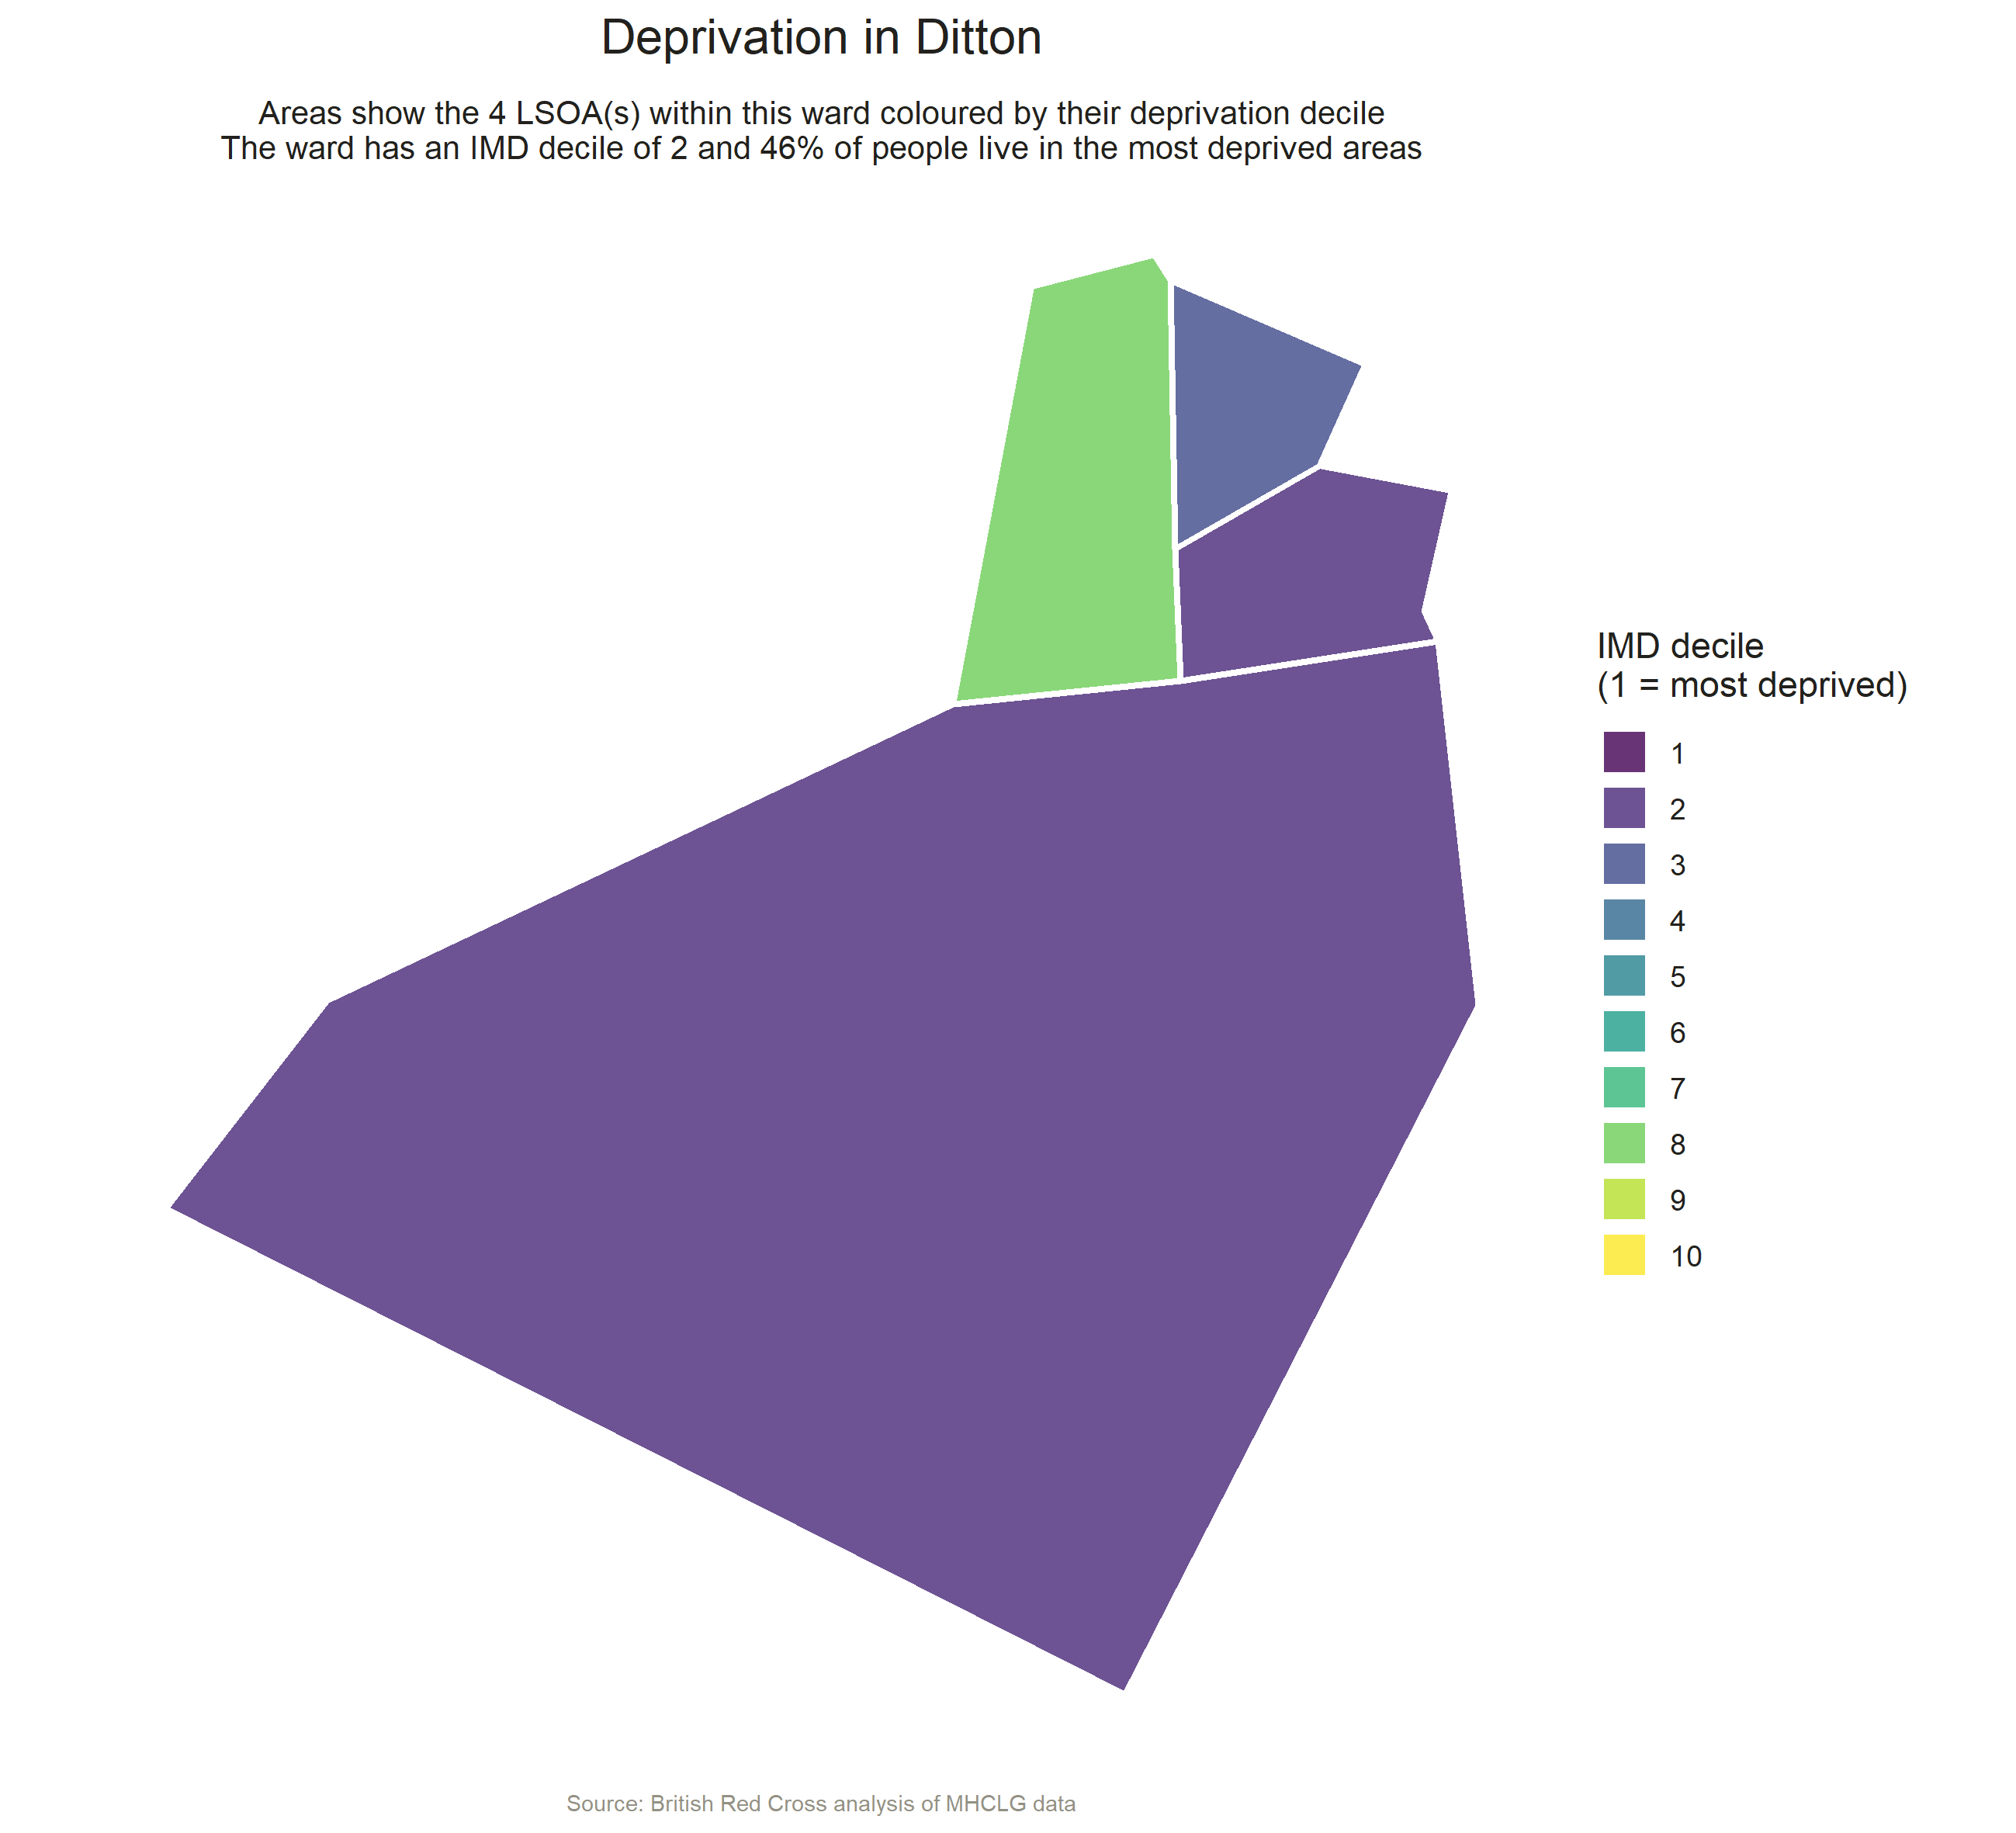 Deprivation in Ditton
Areas show the 4 LSOA(s) within this ward coloured by their deprivation decile
The ward has an IMD decile of 2 and 46% of people live in the most deprived areas
IMD decile
(1 = most deprived)
1
2
3
4
5
6
7
8
9
10
Source: British Red Cross analysis of MHCLG data